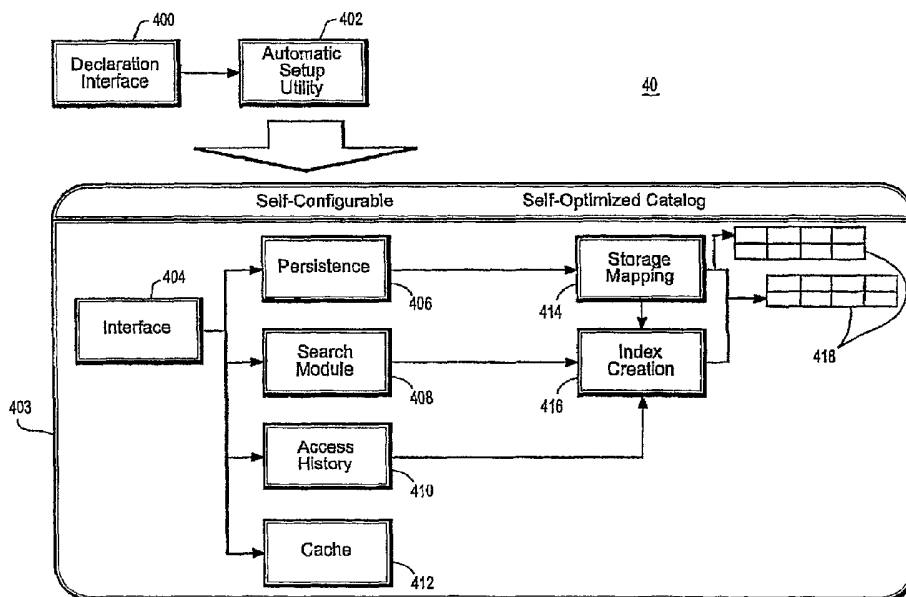 400
402
Declaration
Interface
Automatic
Setup
Utility
40
Self-Configurable
Self-Optimized Catalog
404
Interface
Persistence
406
Storage
Mapping
414
Search
Module
408
Index
Creation
416
418
403
Access
History
410
Cache
412